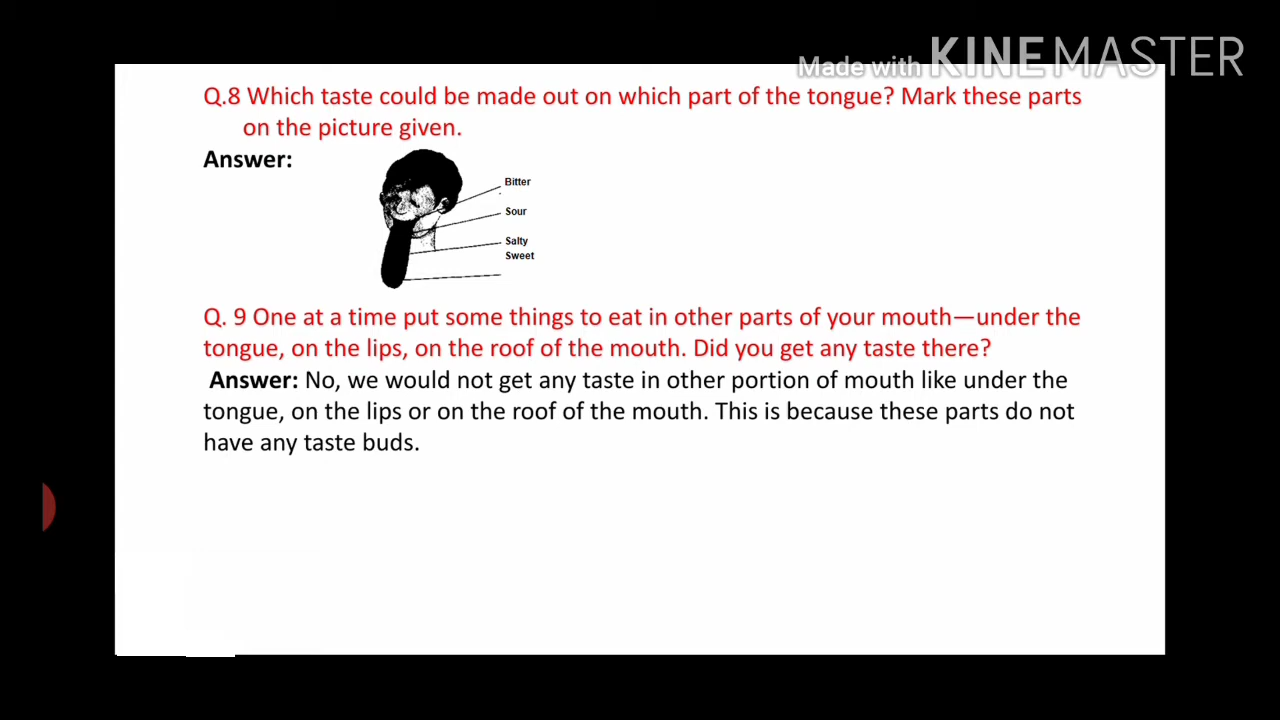 Made with KINEMASTER
Q.8 Which taste could be made out on which part of the tongue? Mark these parts
on the picture given.
Answer:
Bitter
Sour
Salty
Sweet
Q. 9 One at a time put some things to eat in other parts of your mouth—under the
tongue, on the lips, on the roof of the mouth. Did you get any taste there?
Answer: No, we would not get any taste in other portion of mouth like under the
tongue, on the lips or on the roof of the mouth. This is because these parts do not
have any taste buds.